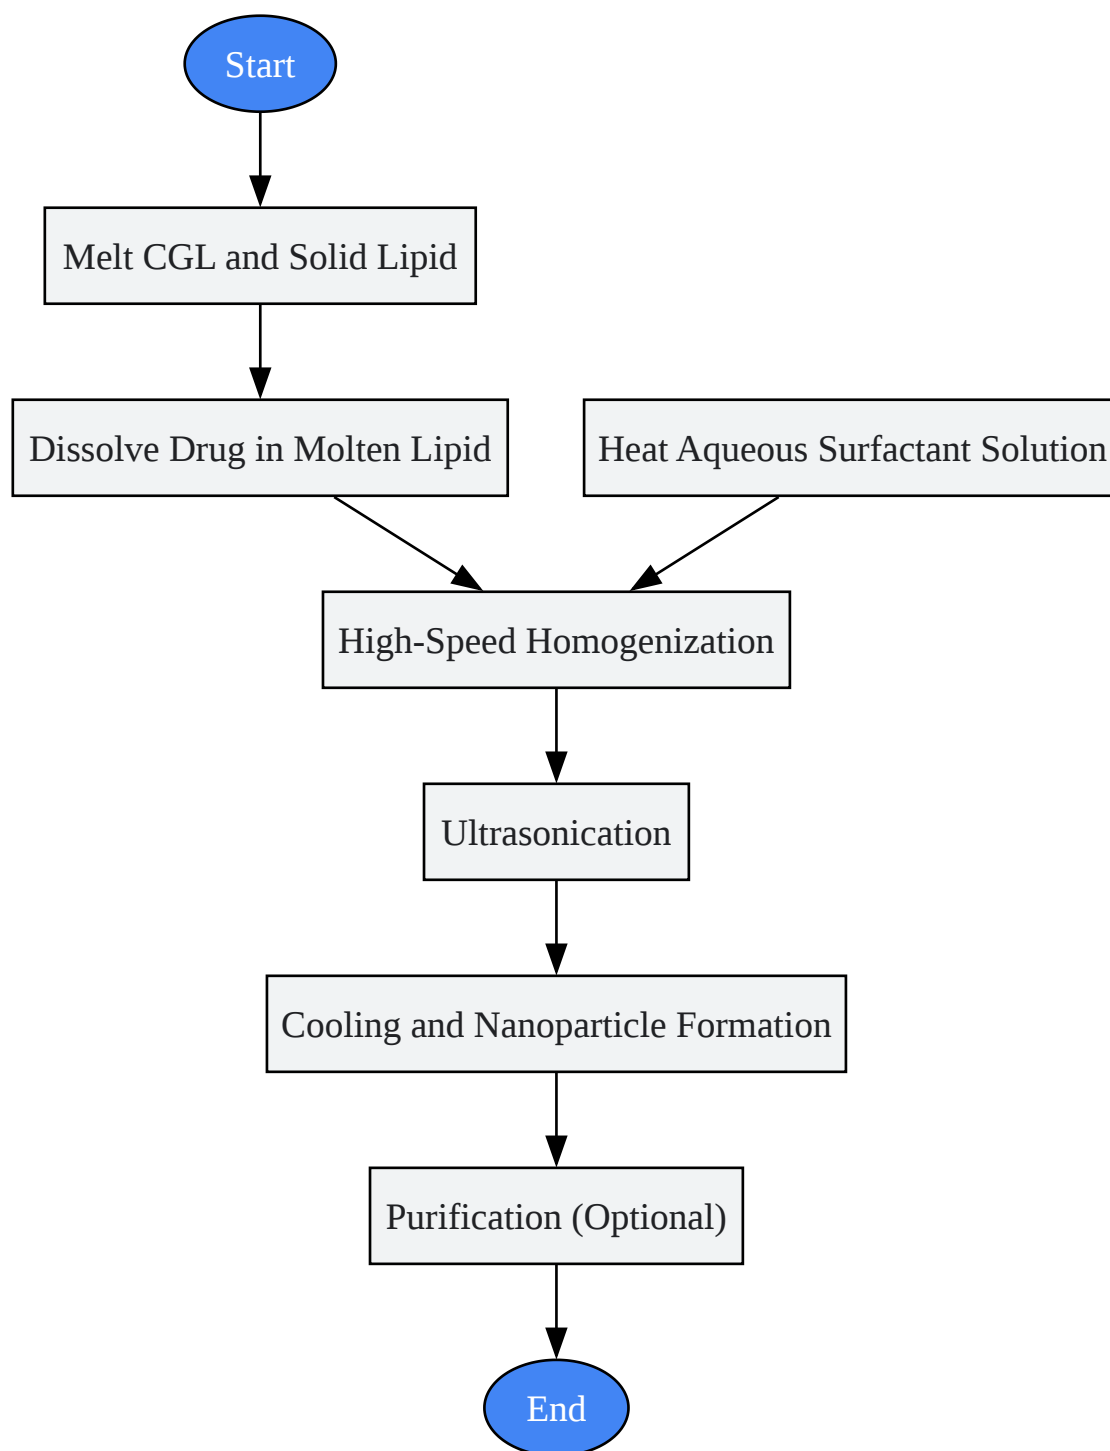 Start
Melt CGL and Solid Lipid
Dissolve Drug in Molten Lipid
Heat Aqueous Surfactant Solution
High-Speed Homogenization
Ultrasonication
Cooling and Nanoparticle Formation
Purification (Optional)
End